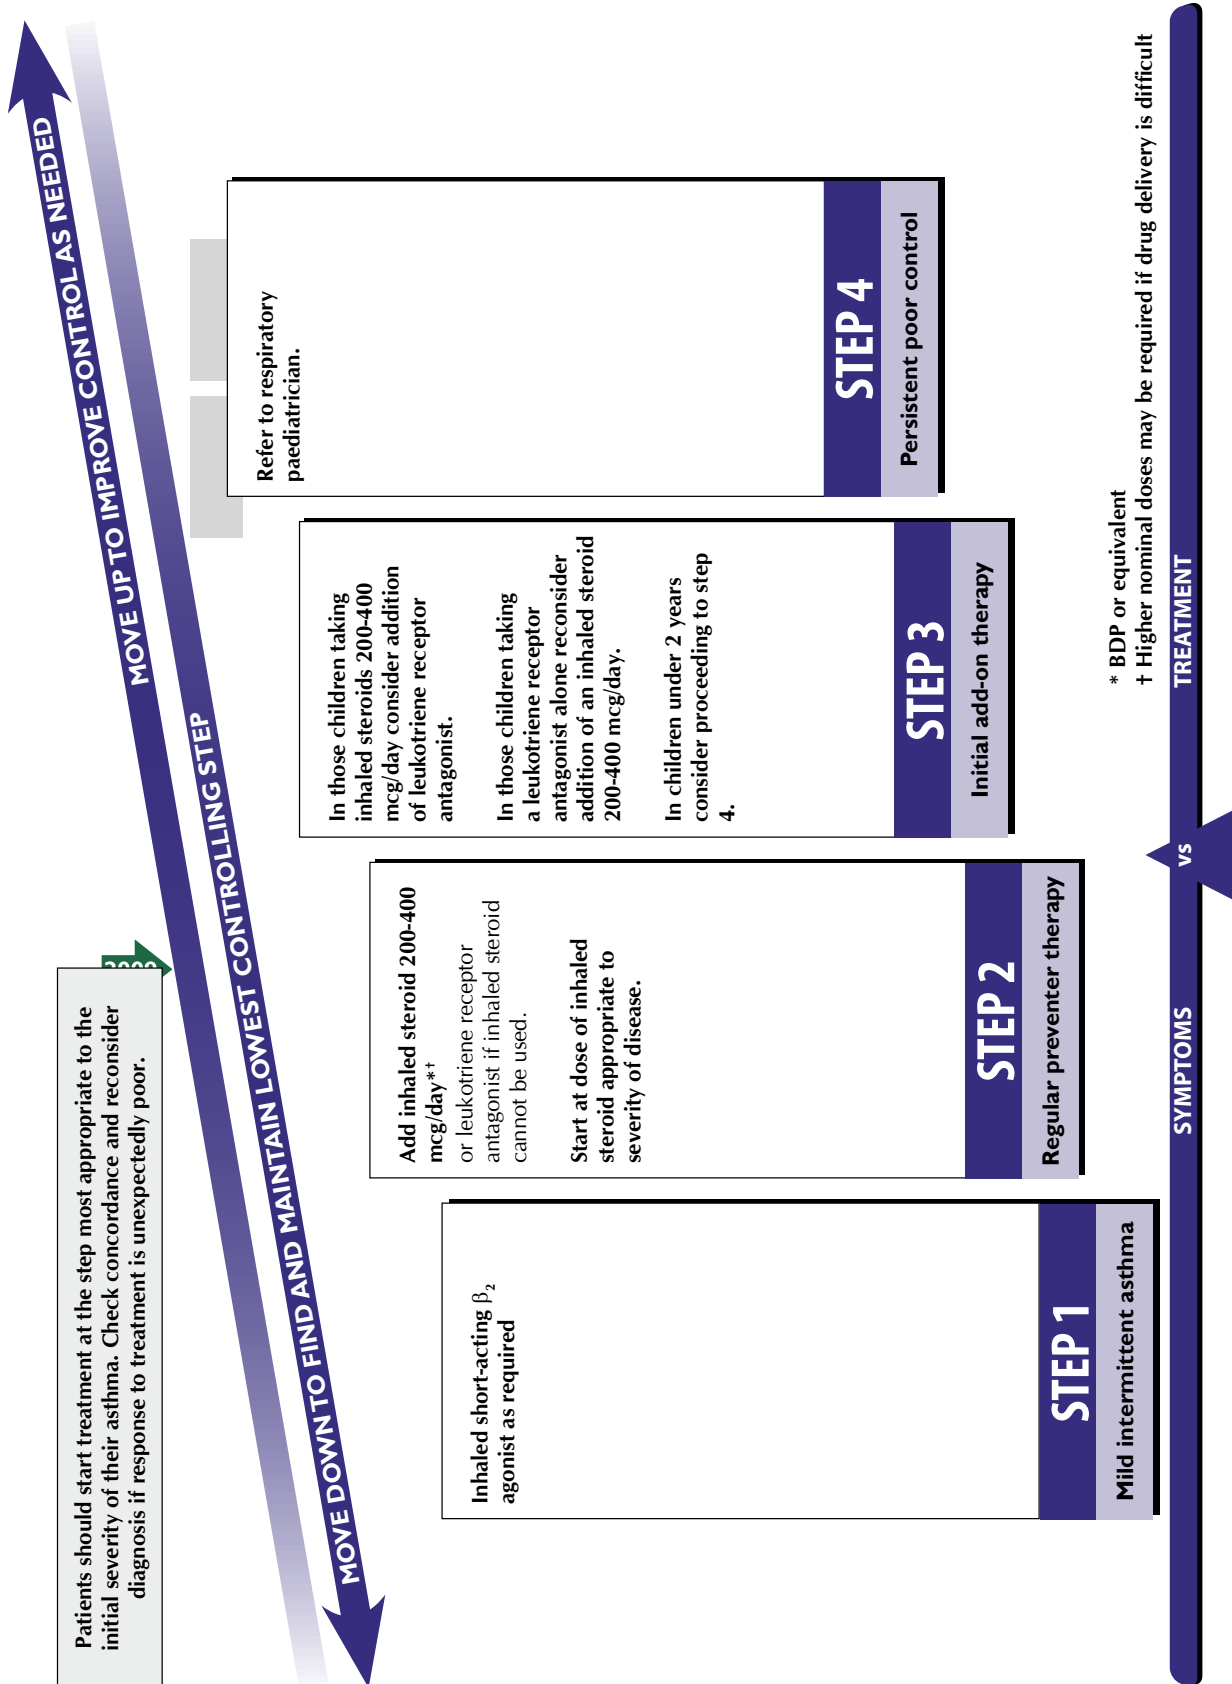 Patients should start treatment at the step most appropriate to the
initial severity of their asthma. Check concordance and reconsider
diagnosis if response to treatment is unexpectedly poor.
MOVE UP TO IMPROVE CONTROL AS NEEDED
MOVE DOWN TO FIND AND MAINTAIN LOWEST CONTROLLING STEP
Inhaled short-acting β₂
agonist as required
STEP 1
Mild intermittent asthma
Add inhaled steroid 200-400
mcg/day*†
or leukotriene receptor
antagonist if inhaled steroid
cannot be used.
Start at dose of inhaled
steroid appropriate to
severity of disease.
STEP 2
Regular preventer therapy
In those children taking
inhaled steroids 200-400
mcg/day consider addition
of leukotriene receptor
antagonist.
In those children taking
a leukotriene receptor
antagonist alone reconsider
addition of an inhaled steroid
200-400 mcg/day.
In children under 2 years
consider proceeding to step
4.
STEP 3
Initial add-on therapy
Refer to respiratory
paediatrician.
STEP 4
Persistent poor control
* BDP or equivalent
† Higher nominal doses may be required if drug delivery is difficult
SYMPTOMS vs TREATMENT